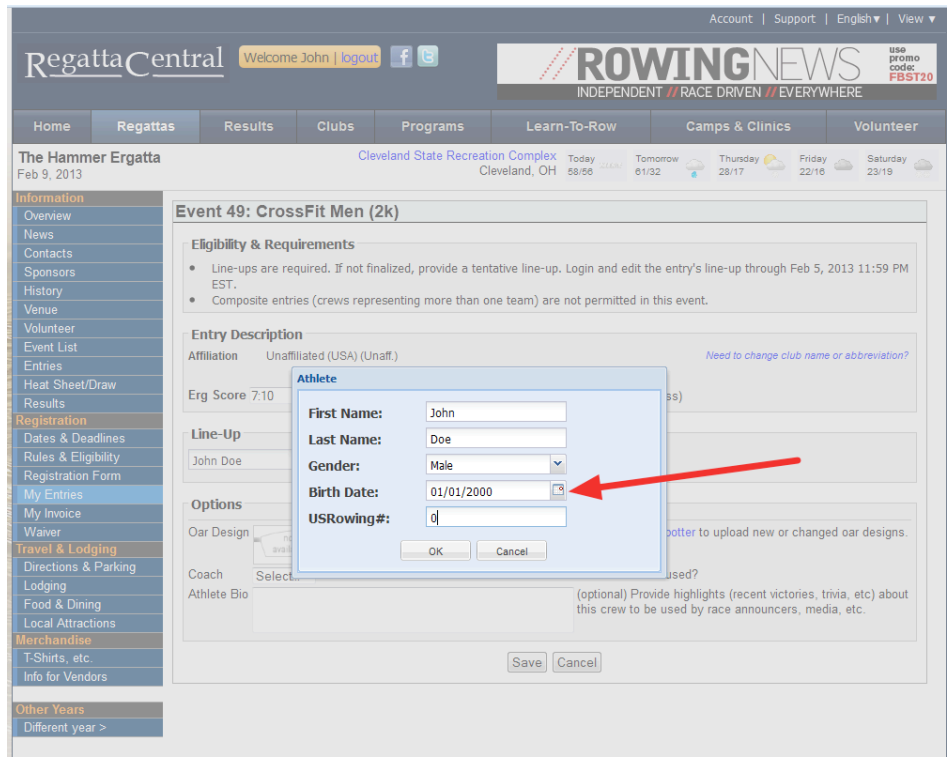 Account | Support | English▼ | View ▼
RegattaCentral
Welcome John | logout
//ROWINGNEWS
INDEPENDENT // RACE DRIVEN // EVERYWHERE
use
promo
code:
FBST20
Home Regattas Results Clubs Programs Learn-To-Row Camps & Clinics Volunteer
The Hammer Ergatta
Feb 9, 2013
Cleveland State Recreation Complex
Cleveland, OH
Today
58/56
Tomorrow
61/32
Thursday
28/17
Friday
22/16
Saturday
23/19
Information
Overview
News
Contacts
Sponsors
History
Venue
Volunteer
Event List
Entries
Heat Sheet/Draw
Results
Registration
Dates & Deadlines
Rules & Eligibility
Registration Form
My Entries
My Invoice
Waiver
Travel & Lodging
Directions & Parking
Lodging
Food & Dining
Local Attractions
Merchandise
T-Shirts, etc.
Info for Vendors
Other Years
Different year >
Event 49: CrossFit Men (2k)
Eligibility & Requirements
• Line-ups are required. If not finalized, provide a tentative line-up. Login and edit the entry's line-up through Feb 5, 2013 11:59 PM
EST.
• Composite entries (crews representing more than one team) are not permitted in this event.
Entry Description
Affiliation Unaffiliated (USA) (Unaff.) Need to change club name or abbreviation?
Erg Score 7:10
Line-Up
John Doe
Athlete
First Name: John
Last Name: Doe
Gender: Male
Birth Date: 01/01/2000
USRowing#: 0
OK Cancel
Options
Oar Design to upload new or changed oar designs.
Coach Select... used?
Athlete Bio (optional) Provide highlights (recent victories, trivia, etc) about
this crew to be used by race announcers, media, etc.
Save Cancel